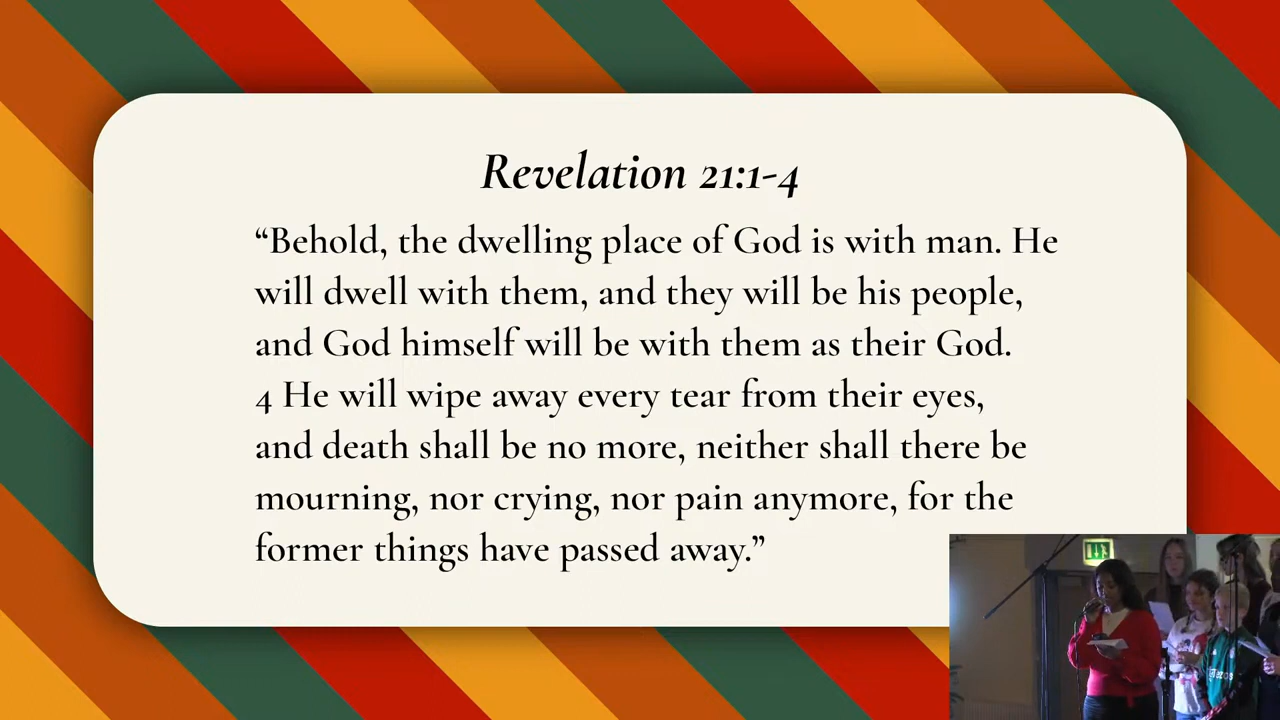 Revelation 21:1-4
“Behold, the dwelling place of God is with man. He
will dwell with them, and they will be his people,
and God himself will be with them as their God.
4 He will wipe away every tear from their eyes,
and death shall be no more, neither shall there be
mourning, nor crying, nor pain anymore, for the
former things have passed away.”